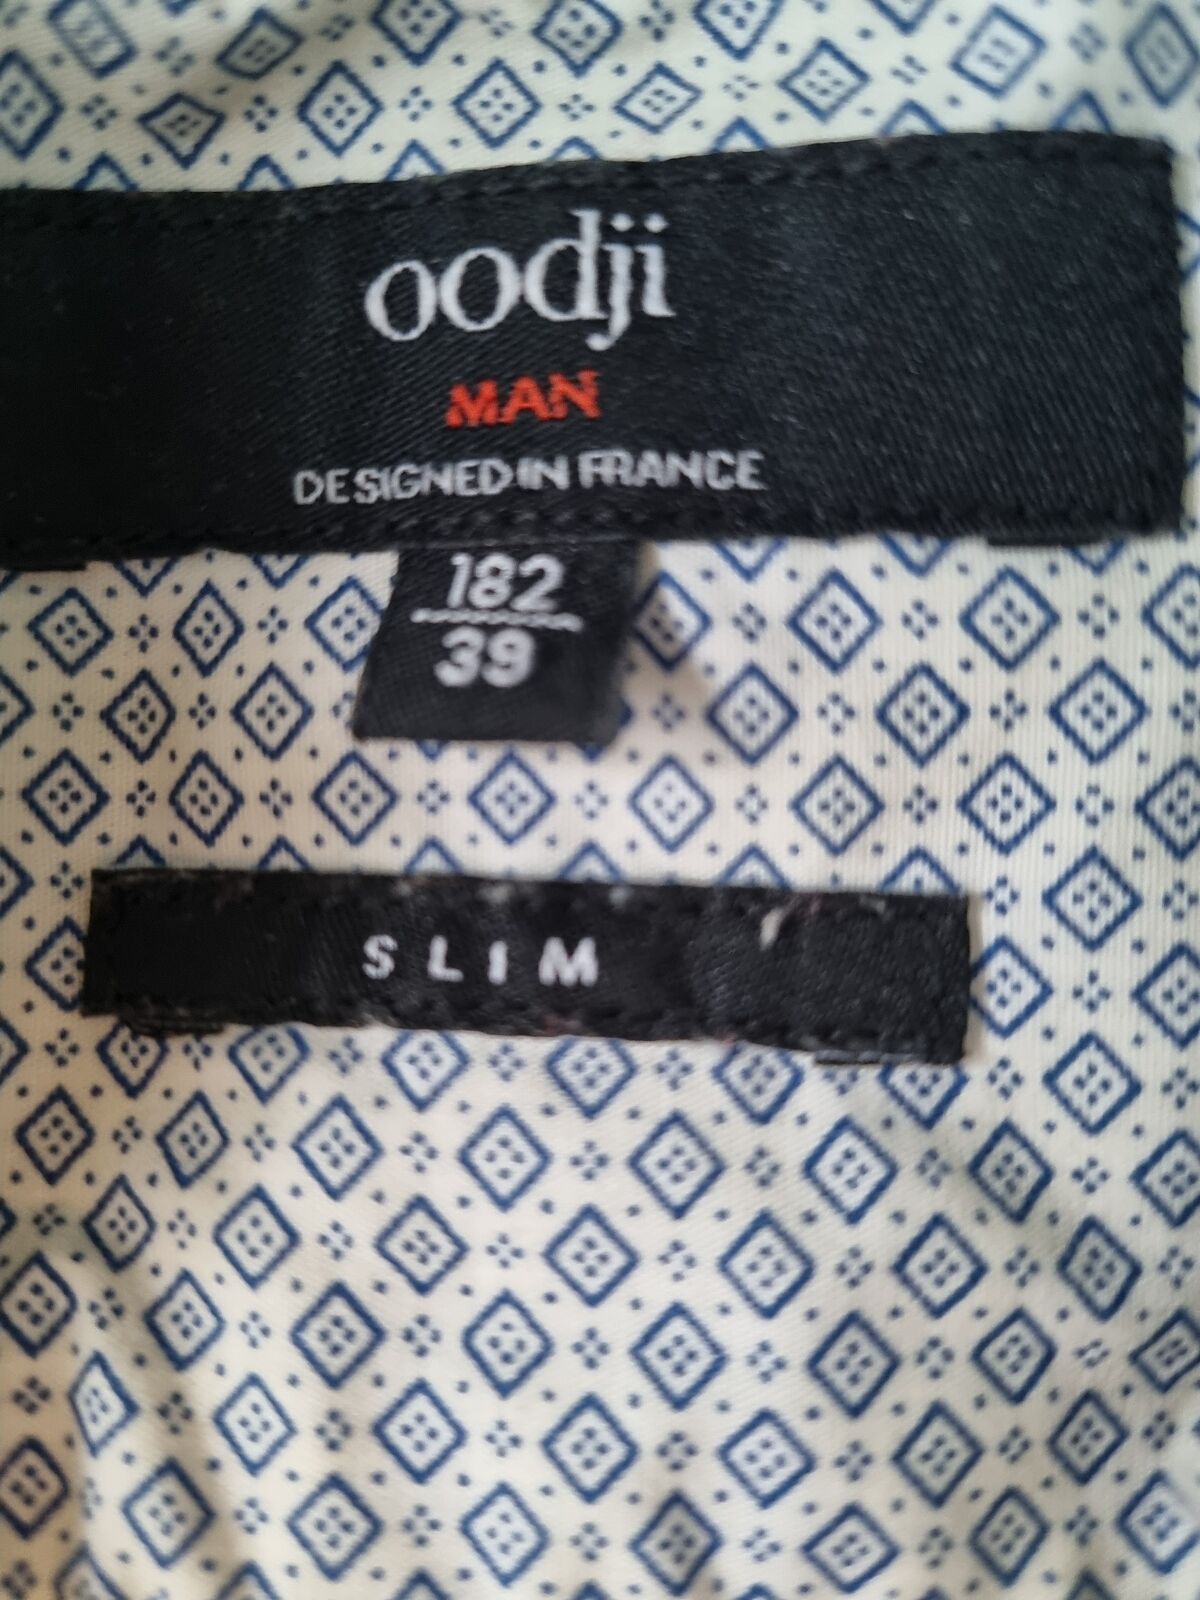 oodji
MAN
DESIGNED IN FRANCE
182
39
SLIM